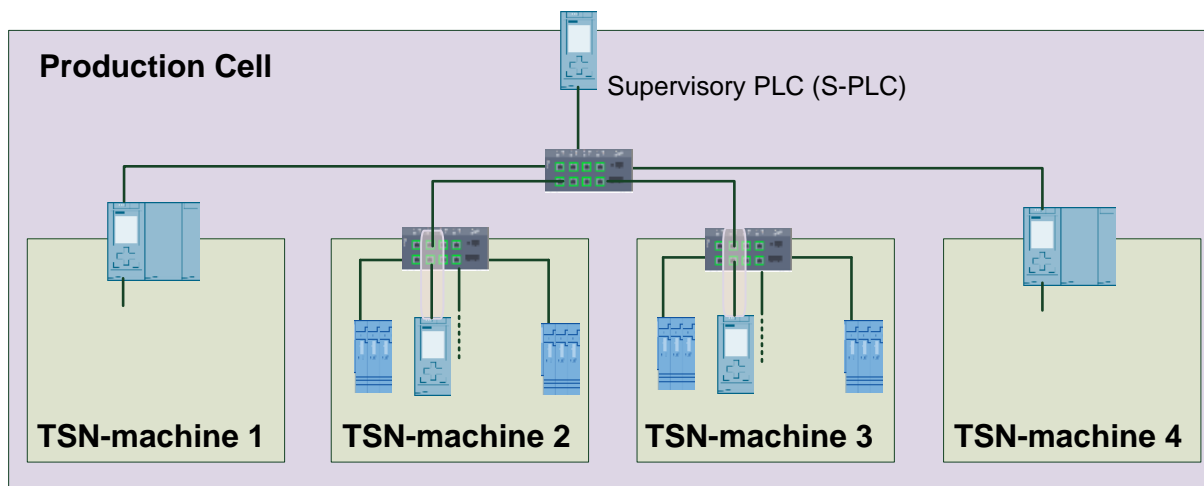 Production Cell
Supervisory PLC (S-PLC)
TSN-machine 1
TSN-machine 2
TSN-machine 3
TSN-machine 4